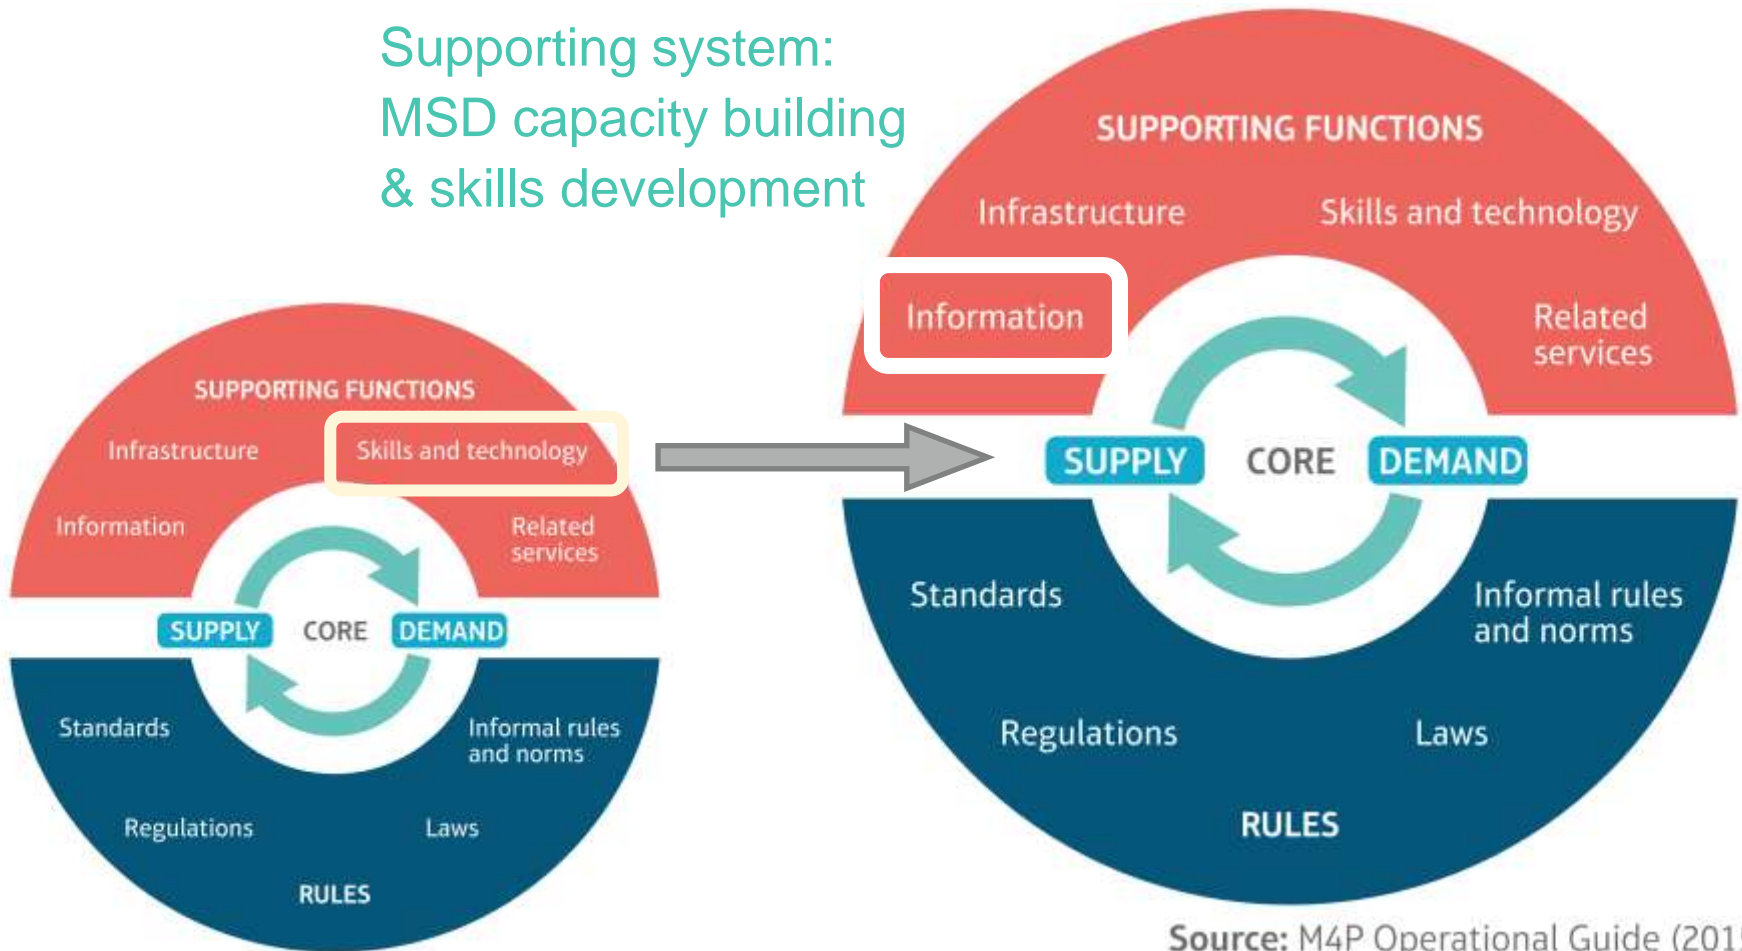 Supporting system:
MSD capacity building
& skills development
SUPPORTING FUNCTIONS
Infrastructure
Skills and technology
Information
Related
services
SUPPLY
CORE
DEMAND
Standards
Informal rules
and norms
Regulations
Laws
RULES
SUPPORTING FUNCTIONS
Infrastructure
Skills and technology
Information
Related
services
SUPPLY
CORE
DEMAND
Standards
Informal rules
and norms
Regulations
Laws
RULES
Source: M4P Operational Guide